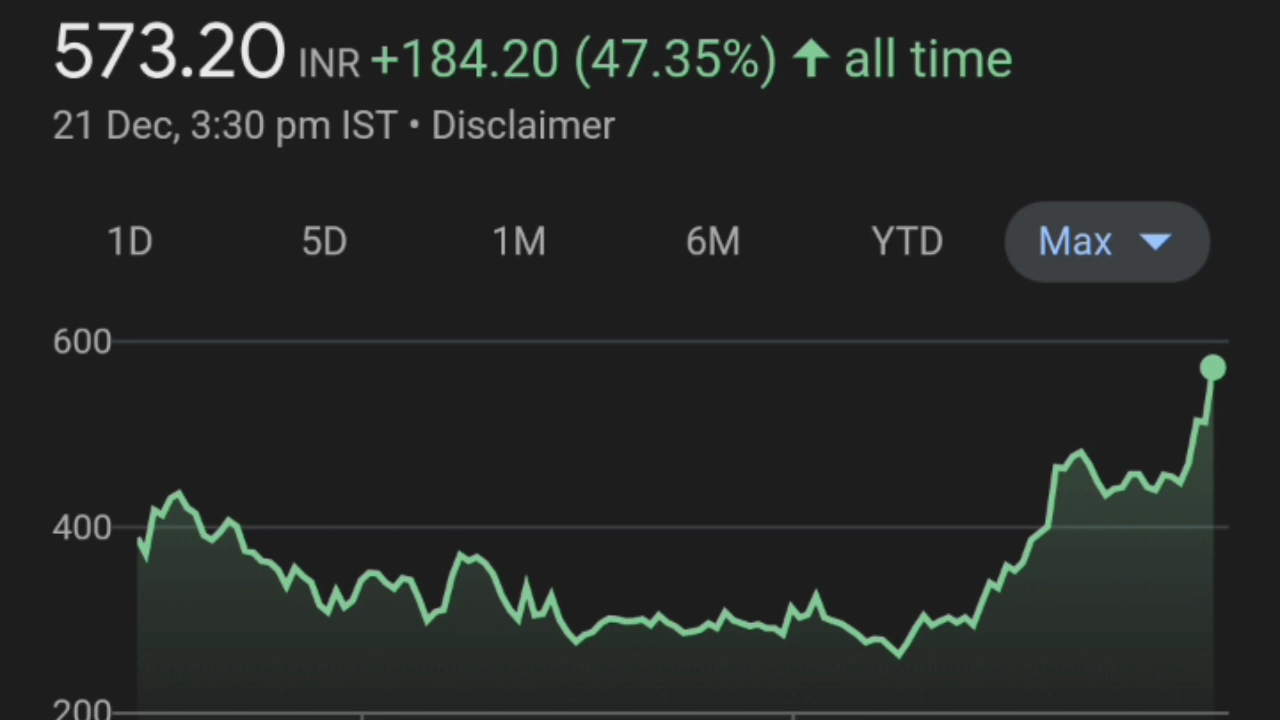 573.20 INR +184.20 (47.35%) ↑ all time
21 Dec, 3:30 pm IST • Disclaimer
1D 5D 1M 6M YTD Max
600
400
200